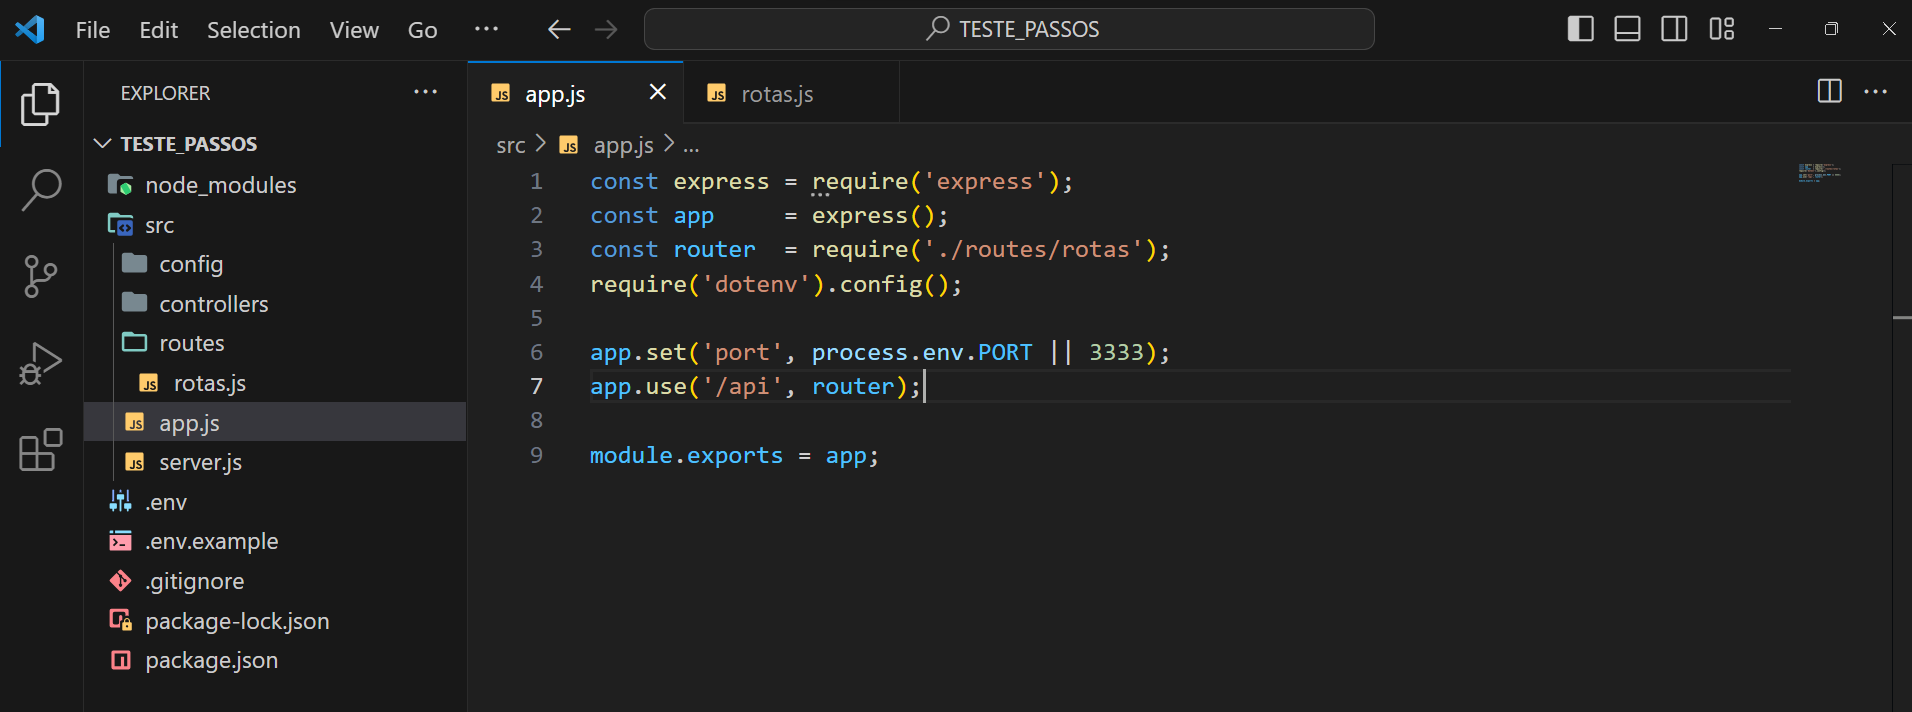 File Edit Selection View Go ··· TESTE_PASSOS
EXPLORER ···
app.js
rotas.js
TESTE_PASSOS
node_modules
src
config
controllers
routes
rotas.js
app.js
server.js
.env
.env.example
.gitignore
package-lock.json
package.json
src > app.js > ...
1 const express = require('express');
2 const app     = express();
3 const router  = require('./routes/rotas');
4 require('dotenv').config();
5
6 app.set('port', process.env.PORT || 3333);
7 app.use('/api', router);
8
9 module.exports = app;